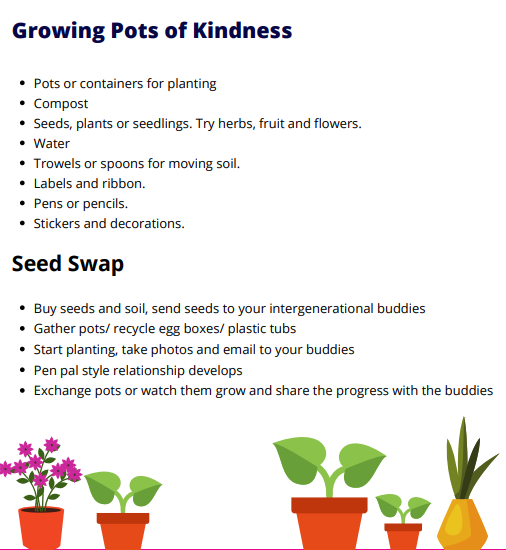 Growing Pots of Kindness
• Pots or containers for planting
• Compost
• Seeds, plants or seedlings. Try herbs, fruit and flowers.
• Water
• Trowels or spoons for moving soil.
• Labels and ribbon.
• Pens or pencils.
• Stickers and decorations.
Seed Swap
• Buy seeds and soil, send seeds to your intergenerational buddies
• Gather pots/ recycle egg boxes/ plastic tubs
• Start planting, take photos and email to your buddies
• Pen pal style relationship develops
• Exchange pots or watch them grow and share the progress with the buddies